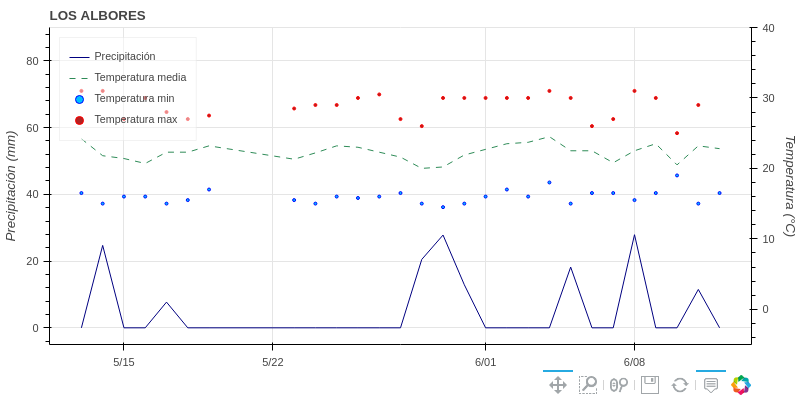 LOS ALBORES
Precipitación
Temperatura media
Temperatura min
Temperatura max
Precipitación (mm)
80
60
40
20
0
Temperatura (°C)
40
30
20
10
0
5/15
5/22
6/01
6/08